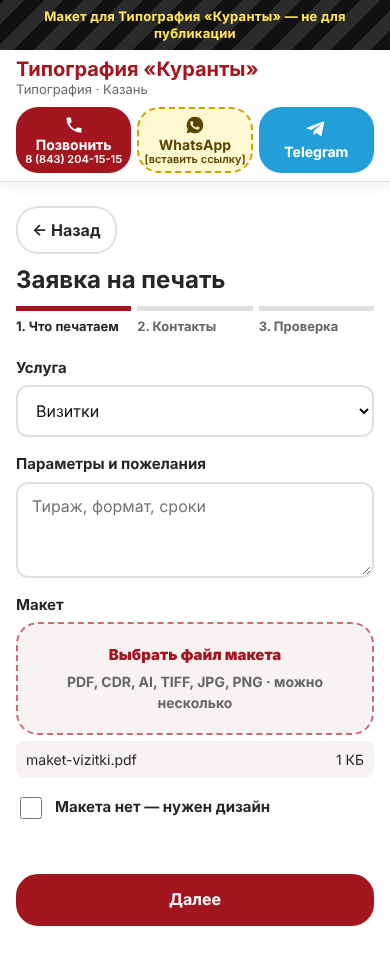 Макет для Типография «Куранты» — не для
публикации
Типография «Куранты»
Типография · Казань
Позвонить
8 (843) 204-15-15
WhatsApp
[вставить ссылку]
Telegram
← Назад
Заявка на печать
1. Что печатаем
2. Контакты
3. Проверка
Услуга
Визитки
Параметры и пожелания
Тираж, формат, сроки
Макет
Выбрать файл макета
PDF, CDR, AI, TIFF, JPG, PNG · можно
несколько
maket-vizitki.pdf 1 КБ
Макета нет — нужен дизайн
Далее